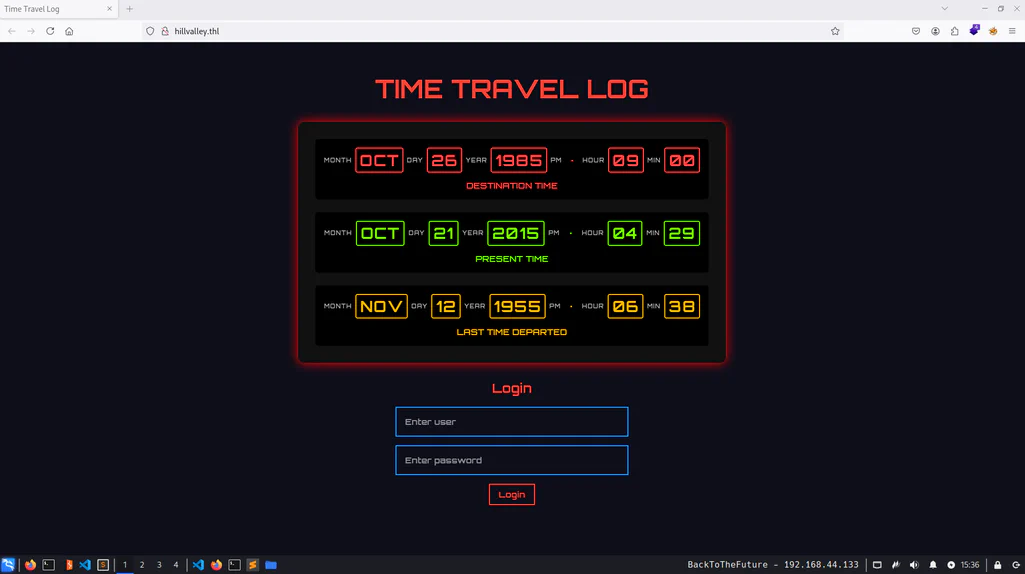 Time Travel Log
hillvalley.thl
4
TIME TRAVEL LOG
MONTH OCT DAY 26 YEAR 1985 PM HOUR 09 MIN 00
DESTINATION TIME
MONTH OCT DAY 21 YEAR 2015 PM HOUR 04 MIN 29
PRESENT TIME
MONTH NOV DAY 12 YEAR 1955 PM HOUR 06 MIN 38
LAST TIME DEPARTED
Login
Enter user
Enter password
Login
1 2 3 4 BackToTheFuture - 192.168.44.133 15:36